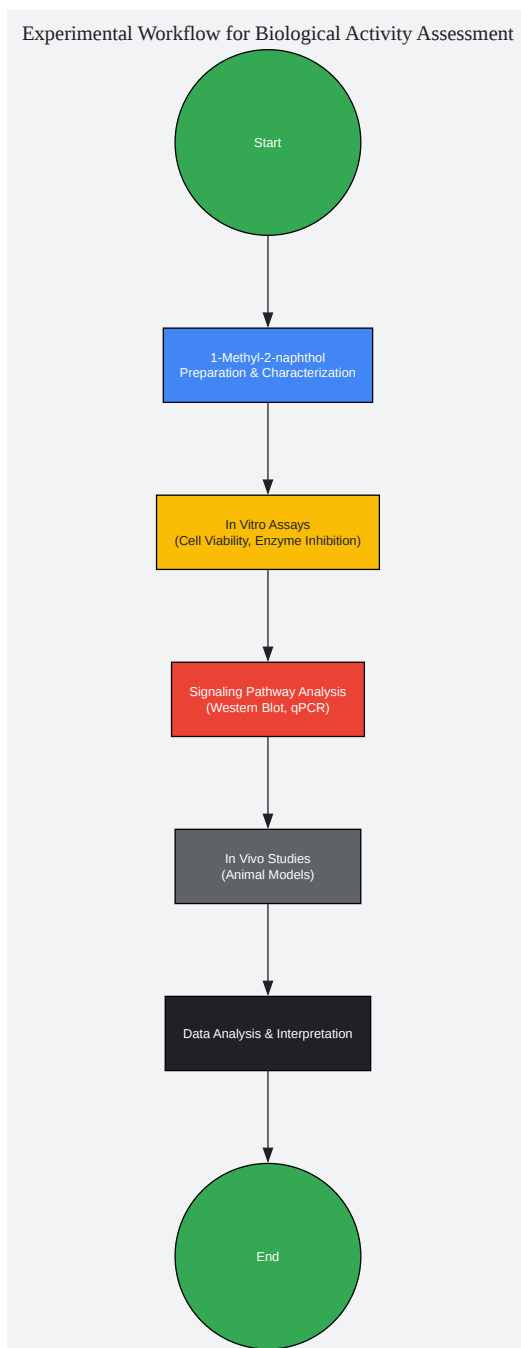 Experimental Workflow for Biological Activity Assessment
Start
1-Methyl-2-naphthol
Preparation & Characterization
In Vitro Assays
(Cell Viability, Enzyme Inhibition)
Signaling Pathway Analysis
(Western Blot, qPCR)
In Vivo Studies
(Animal Models)
Data Analysis & Interpretation
End